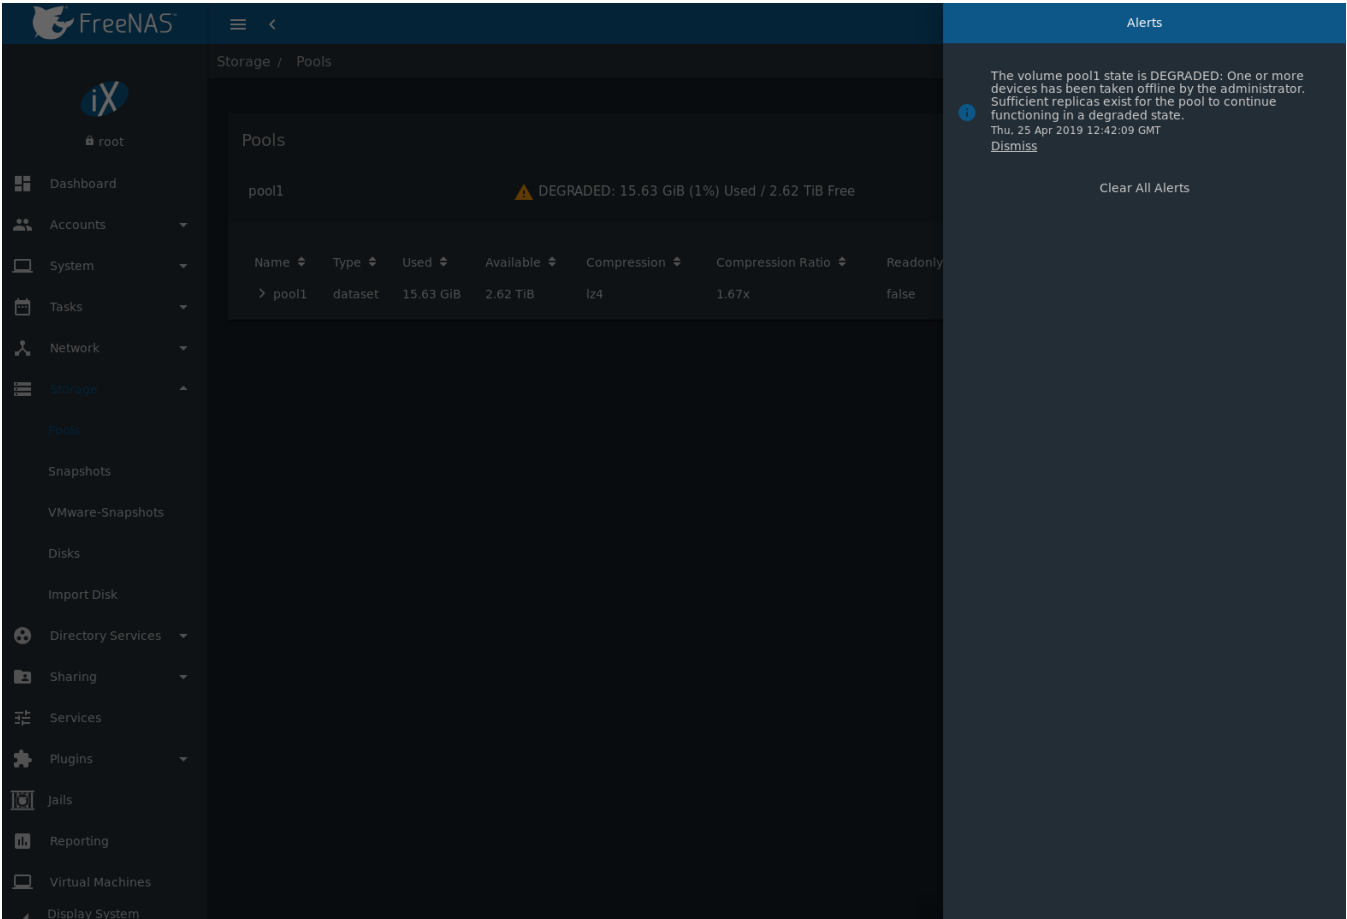 FreeNAS™
Alerts
Storage / Pools
iX
root
Dashboard
Accounts
System
Tasks
Network
Storage
Pools
Snapshots
VMware-Snapshots
Disks
Import Disk
Directory Services
Sharing
Services
Plugins
Jails
Reporting
Virtual Machines
Display System
Pools
pool1 DEGRADED: 15.63 GiB (1%) Used / 2.62 TiB Free
Name Type Used Available Compression Compression Ratio Readonly
pool1 dataset 15.63 GiB 2.62 TiB lz4 1.67x false
The volume pool1 state is DEGRADED: One or more
devices has been taken offline by the administrator.
Sufficient replicas exist for the pool to continue
functioning in a degraded state.
Thu, 25 Apr 2019 12:42:09 GMT
Dismiss
Clear All Alerts